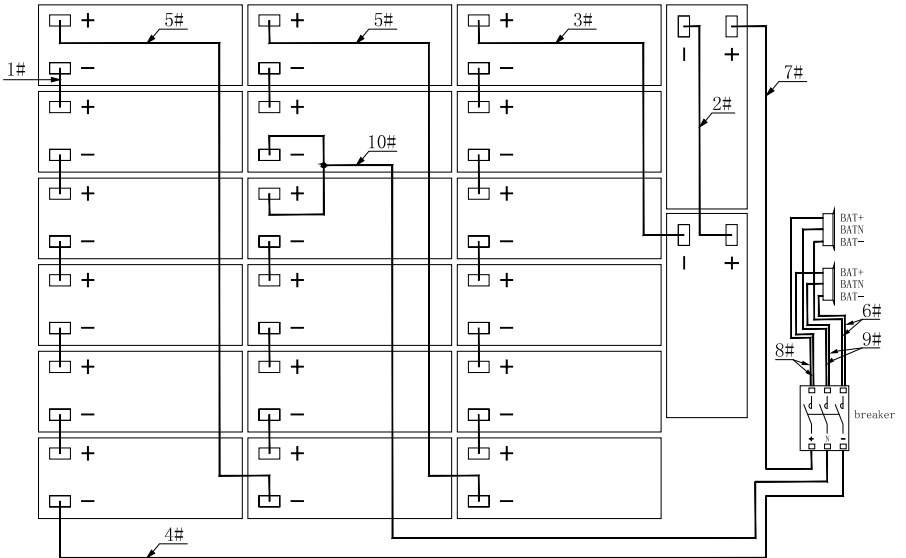 + 5# + 5# + 3# − +
1# − − − 7#
+ + + 2#
− − 10# −
+ + +
− − − − +
BAT+
BATN
BAT−
+ + +
BAT+
BATN
BAT−
− − − 6#
9#
8#
+ + +
− − − breaker
+ N −
+ + +
− − −
4#